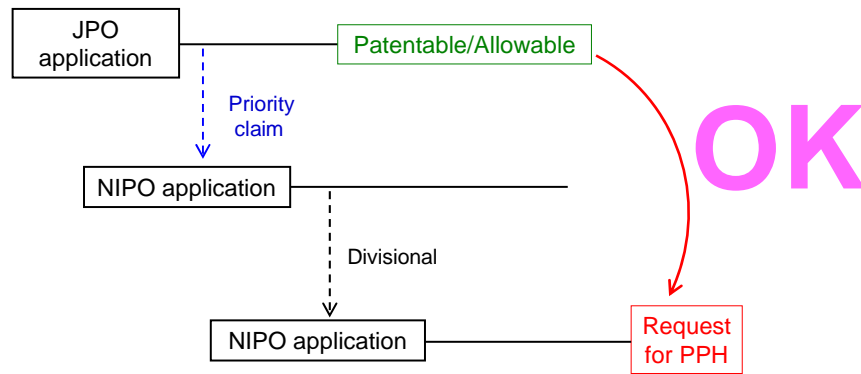 JPO
application
Patentable/Allowable
Priority
claim
OK
NIPO application
Divisional
NIPO application
Request
for PPH